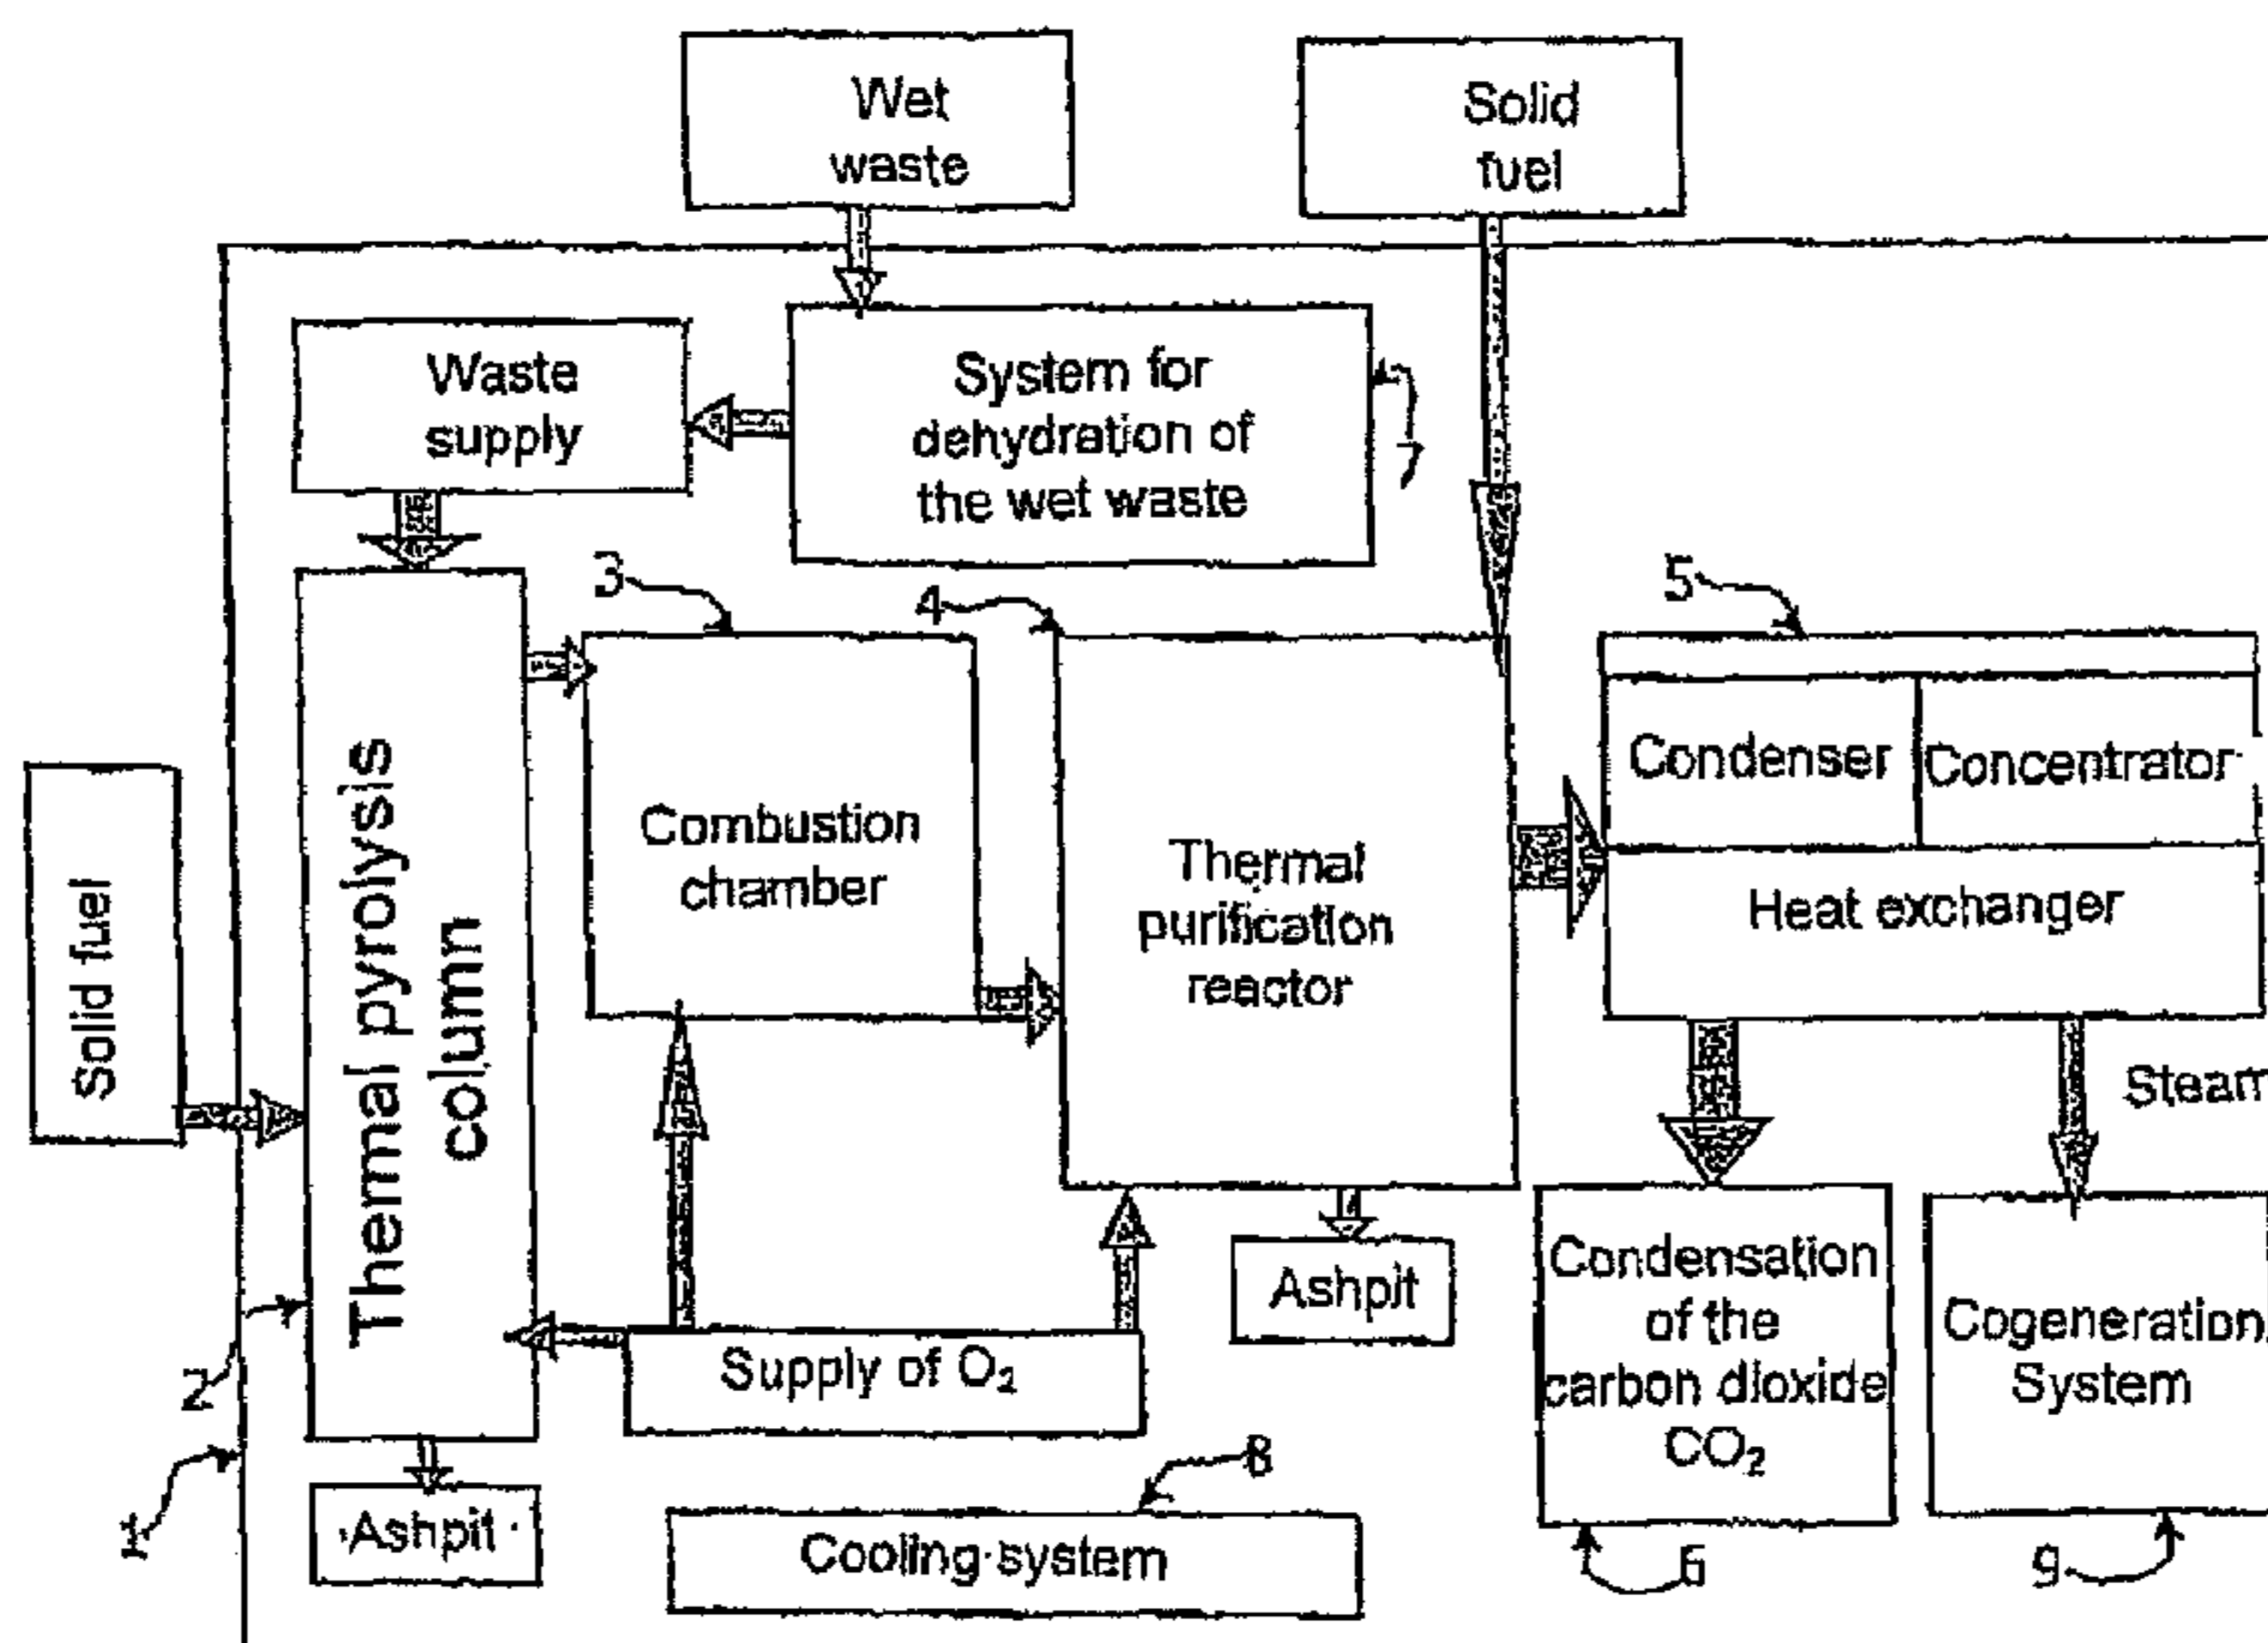 Wet
waste
Solid
fuel
Waste
supply
System for
dehydration of
the wet waste
7
3
4
5
Solid fuel
Thermal pyrolysis
column
Combustion
chamber
Thermal
purification
reactor
Condenser
Concentrator
Heat exchanger
Steam
Ashpit
Supply of O₂
Condensation
of the
carbon dioxide
CO₂
Cogeneration
System
2
1
Ashpit
8
Cooling system
6
9